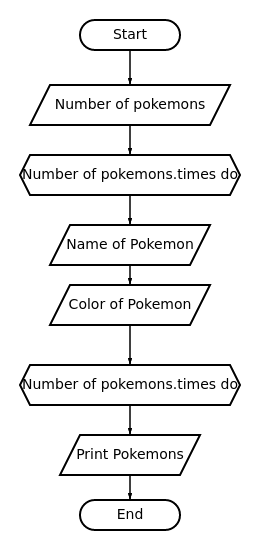 Start
Number of pokemons
Number of pokemons.times do
Name of Pokemon
Color of Pokemon
Number of pokemons.times do
Print Pokemons
End